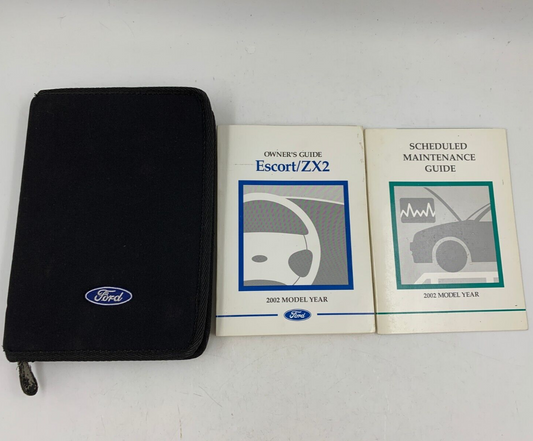 Ford
OWNER'S GUIDE
Escort/ZX2
2002 MODEL YEAR
Ford
SCHEDULED
MAINTENANCE
GUIDE
2002 MODEL YEAR